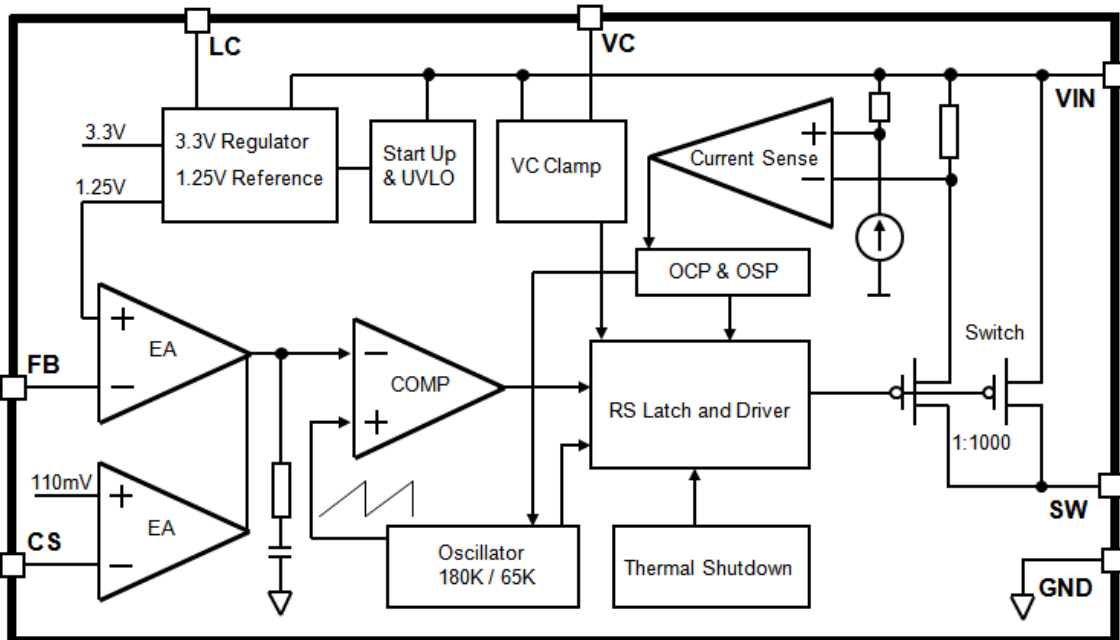 LC
VC
VIN
3.3V
3.3V Regulator
1.25V Reference
1.25V
Start Up
& UVLO
VC Clamp
+
Current Sense
−
OCP & OSP
Switch
+
EA
−
FB
−
COMP
+
RS Latch and Driver
1:1000
110mV
+
EA
−
CS
Oscillator
180K / 65K
Thermal Shutdown
SW
GND